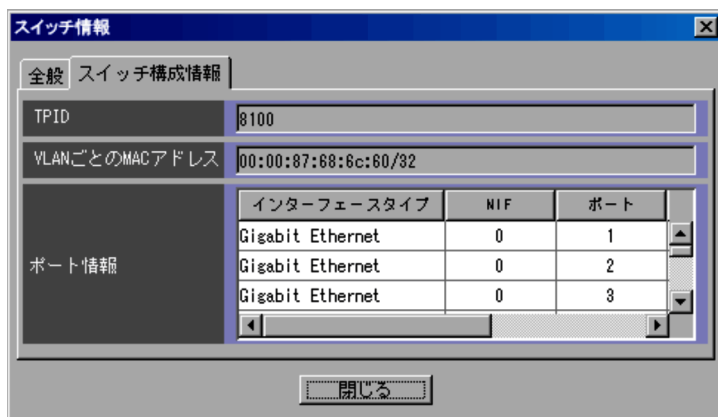 スイッチ情報
全般 スイッチ構成情報
TPID 8100
VLANごとのMACアドレス 00:00:87:68:6c:60/32
ポート情報
インターフェースタイプ NIF ポート
Gigabit Ethernet 0 1
Gigabit Ethernet 0 2
Gigabit Ethernet 0 3
閉じる